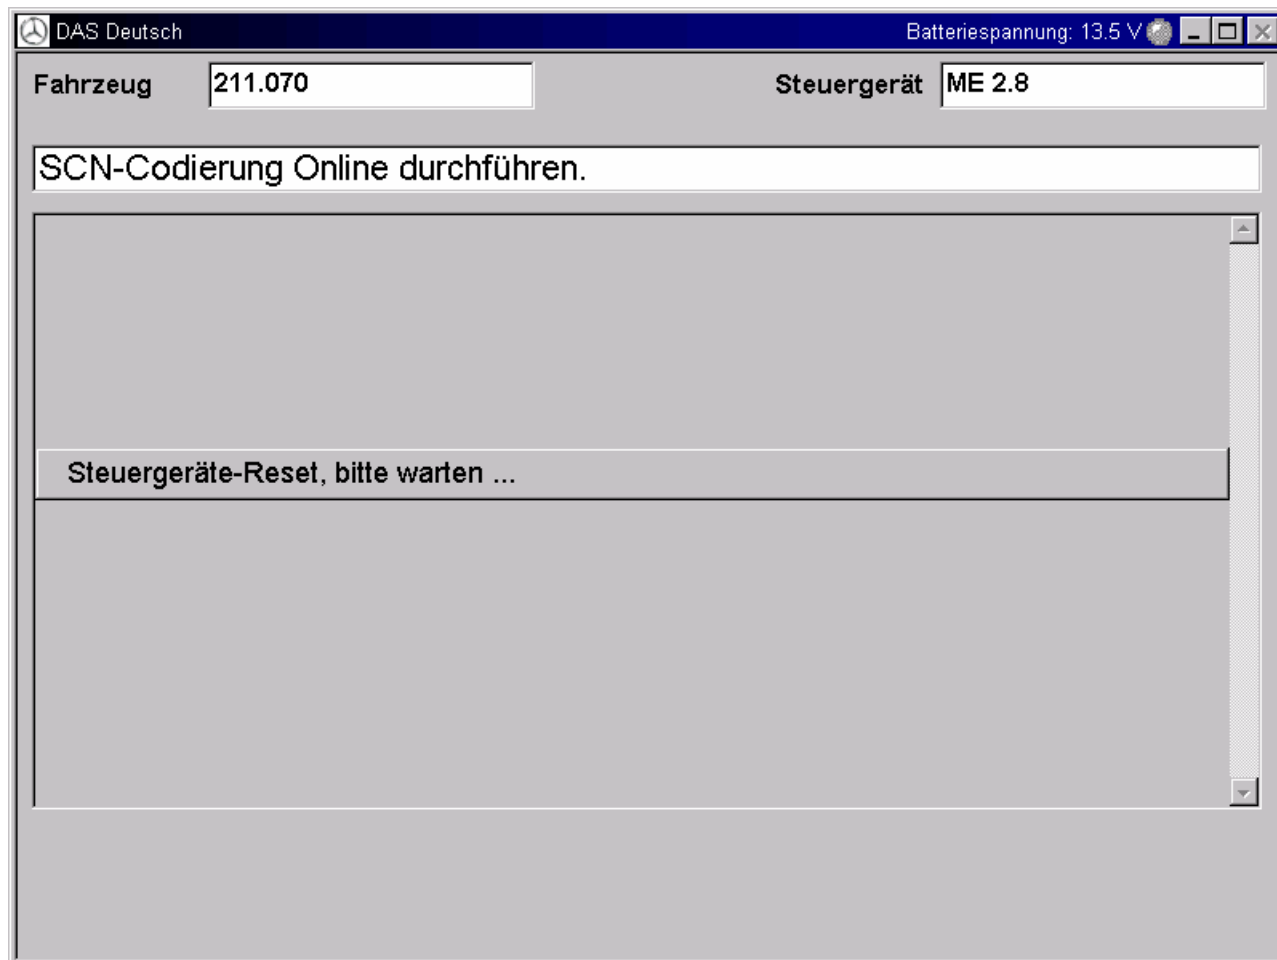 DAS Deutsch Batteriespannung: 13.5 V
Fahrzeug 211.070 Steuergerät ME 2.8
SCN-Codierung Online durchführen.
Steuergeräte-Reset, bitte warten ...